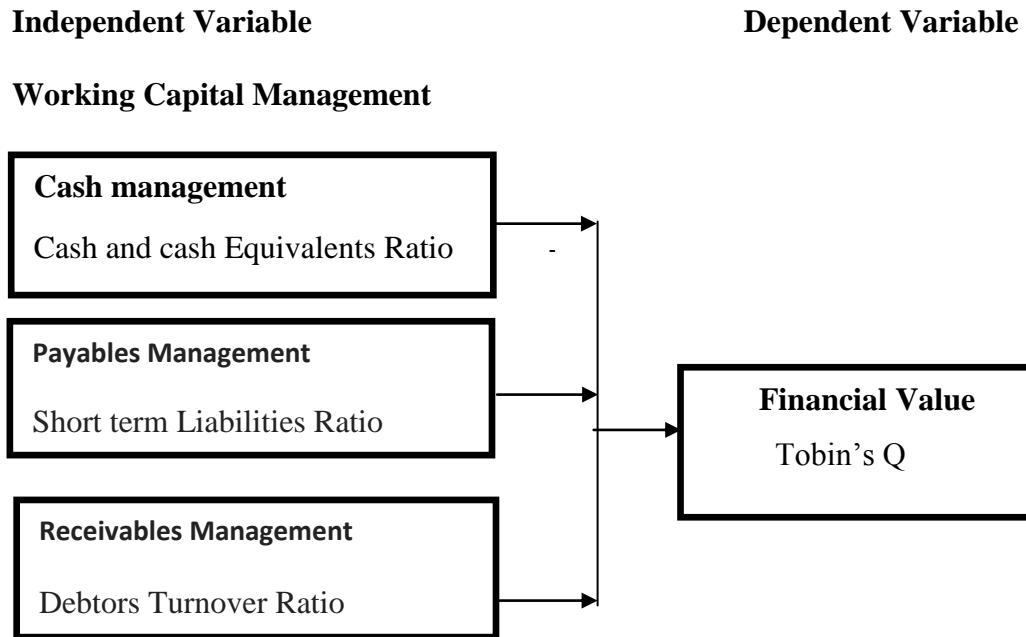 Independent Variable
Dependent Variable
Working Capital Management
Cash management
Cash and cash Equivalents Ratio
-
Payables Management
Short term Liabilities Ratio
Financial Value
Tobin’s Q
Receivables Management
Debtors Turnover Ratio